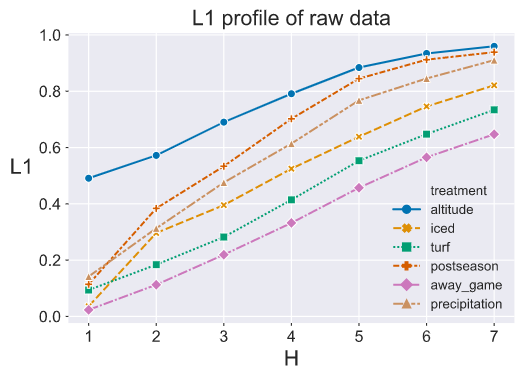 L1 profile of raw data
1.0
0.8
0.6
0.4
0.2
0.0
L1
treatment
altitude
iced
turf
postseason
away_game
precipitation
1 2 3 4 5 6 7
H